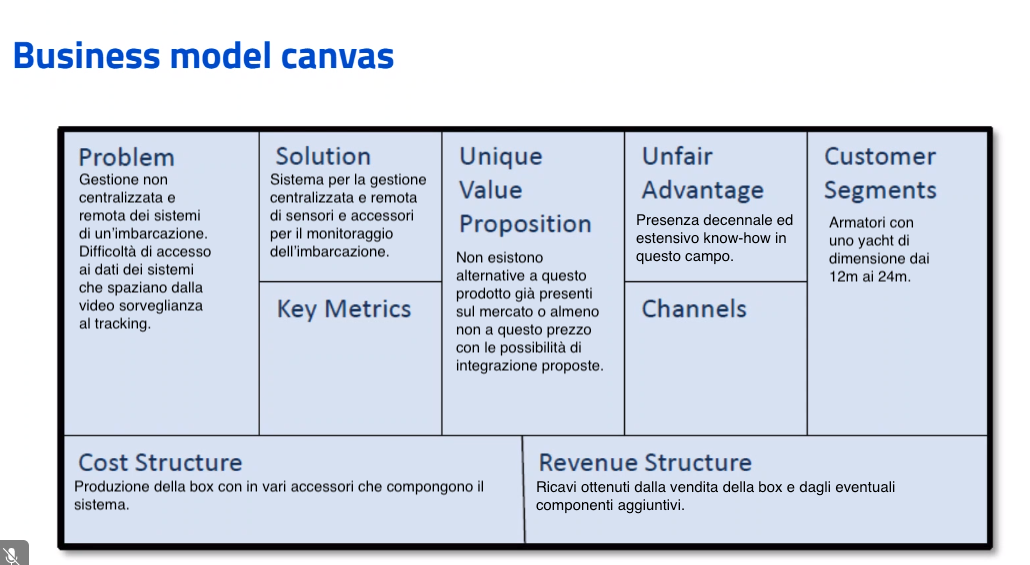 Business model canvas
Problem
Gestione non
centralizzata e
remota dei sistemi
di un'imbarcazione.
Difficoltà di accesso
ai dati dei sistemi
che spaziano dalla
video sorveglianza
al tracking.
Solution
Sistema per la gestione
centralizzata e remota
di sensori e accessori
per il monitoraggio
dell'imbarcazione.
Key Metrics
Unique
Value
Proposition
Non esistono
alternative a questo
prodotto già presenti
sul mercato o almeno
non a questo prezzo
con le possibilità di
integrazione proposte.
Unfair
Advantage
Presenza decennale ed
estensivo know-how in
questo campo.
Channels
Customer
Segments
Armatori con
uno yacht di
dimensione dai
12m ai 24m.
Cost Structure
Produzione della box con in vari accessori che compongono il
sistema.
Revenue Structure
Ricavi ottenuti dalla vendita della box e dagli eventuali
componenti aggiuntivi.